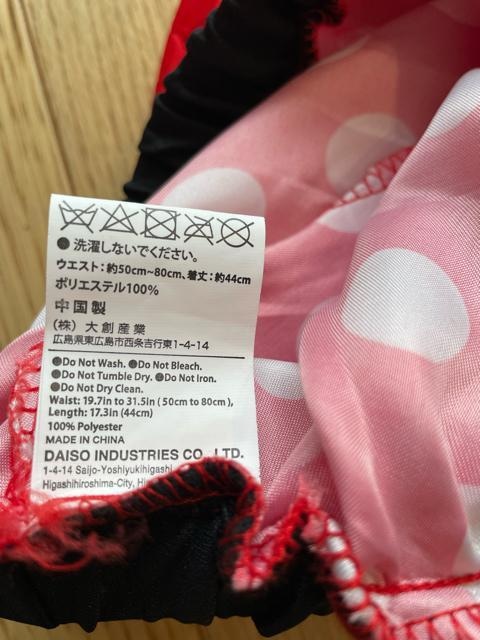 ●洗濯しないでください。
ウエスト:約50cm~80cm、着丈:約44cm
ポリエステル100%
中国製
(株)大創産業
広島県東広島市西条吉行東1-4-14
●Do Not Wash. ●Do Not Bleach.
●Do Not Tumble Dry. ●Do Not Iron.
●Do Not Dry Clean.
Waist: 19.7in to 31.5in ( 50cm to 80cm ),
Length: 17.3in (44cm)
100% Polyester
MADE IN CHINA
DAISO INDUSTRIES CO., LTD.
1-4-14 Saijo-Yoshiyukihigashi,
Higashihiroshima-City,